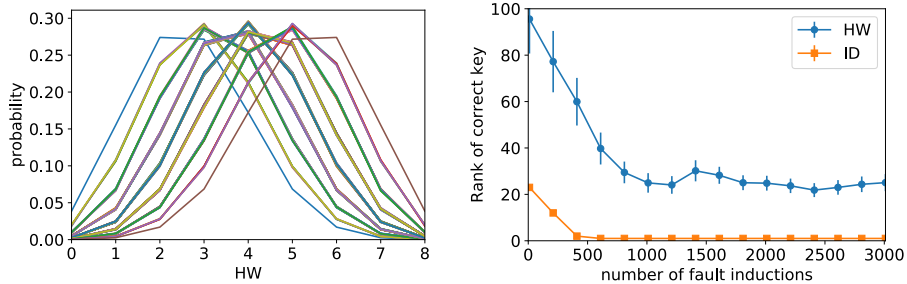 0.30
0.25
0.20
0.15
0.10
0.05
0.00
probability
0 1 2 3 4 5 6 7 8
HW
100
80
60
40
20
0
Rank of correct key
HW
ID
0 500 1000 1500 2000 2500 3000
number of fault inductions